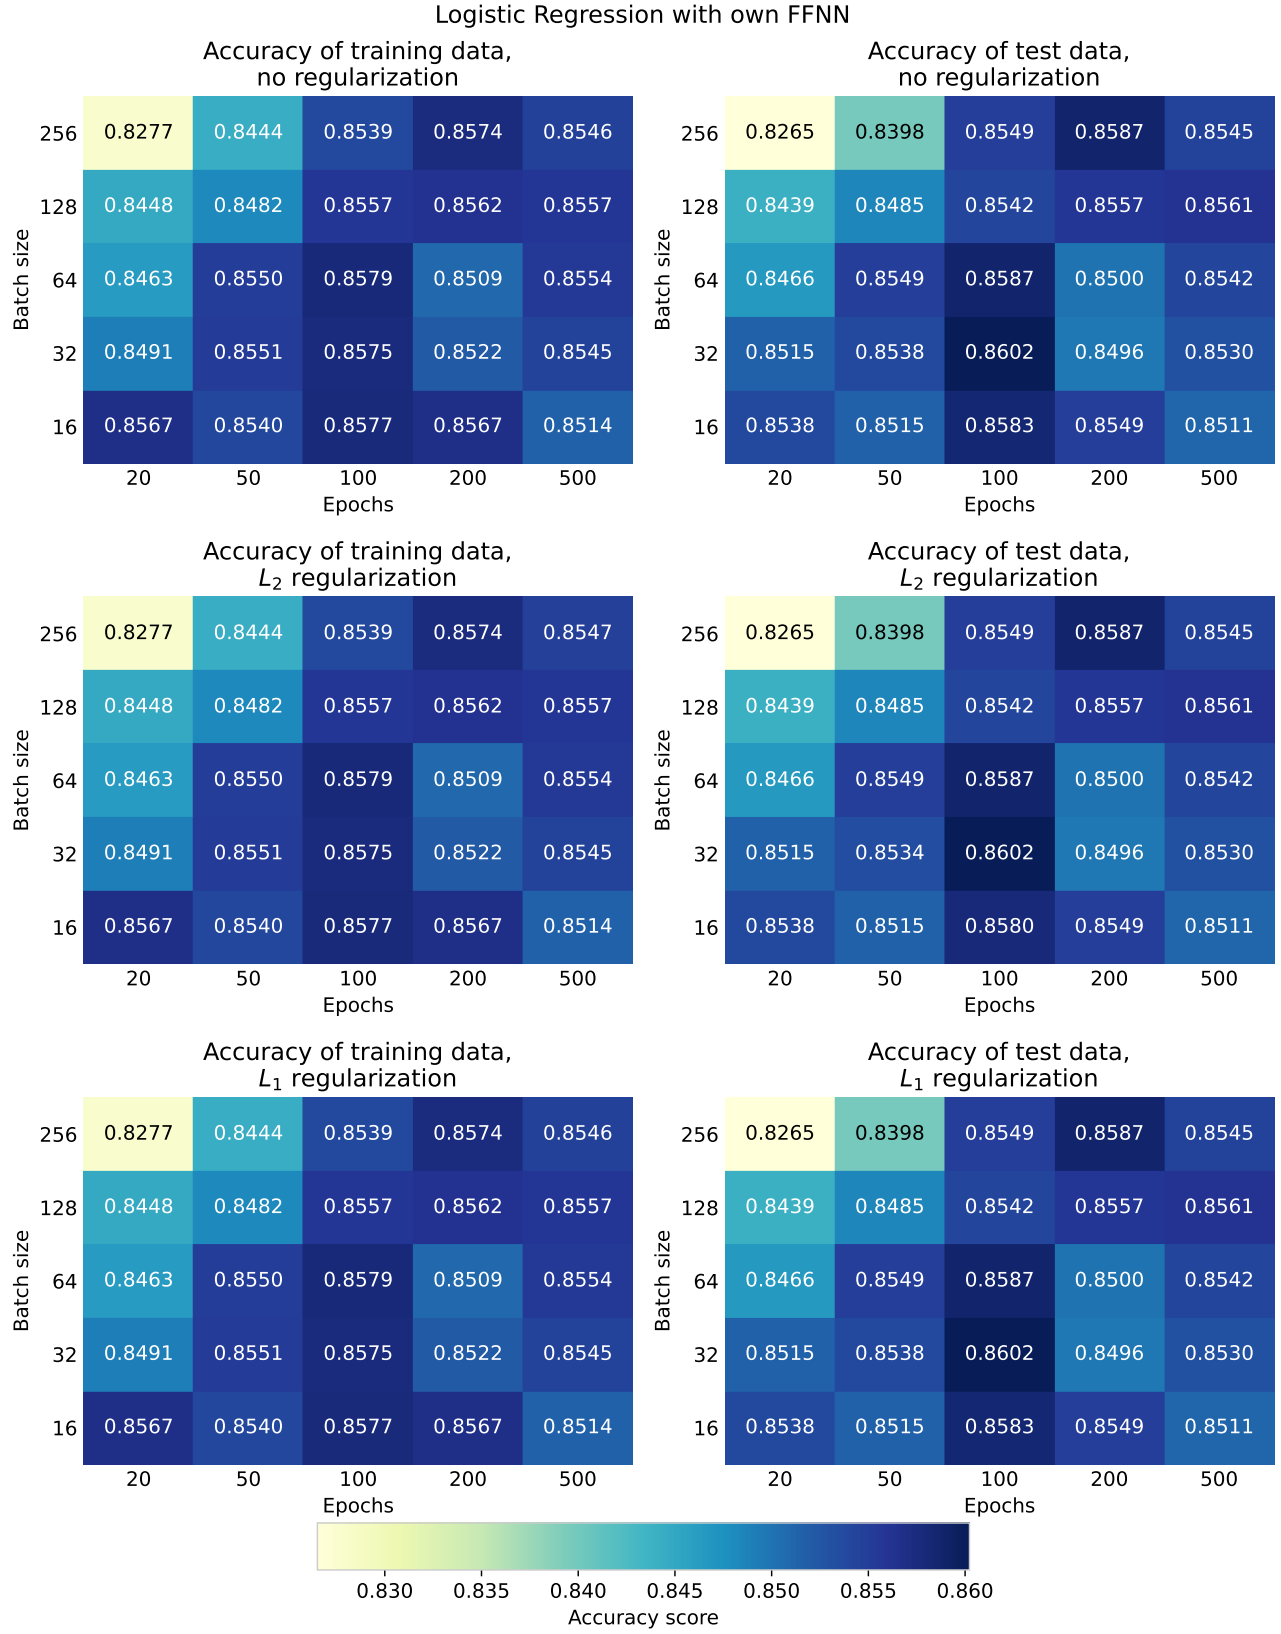 Logistic Regression with own FFNN
Accuracy of training data,
no regularization
Batch size
256 0.8277 0.8444 0.8539 0.8574 0.8546
128 0.8448 0.8482 0.8557 0.8562 0.8557
64 0.8463 0.8550 0.8579 0.8509 0.8554
32 0.8491 0.8551 0.8575 0.8522 0.8545
16 0.8567 0.8540 0.8577 0.8567 0.8514
20 50 100 200 500
Epochs
Accuracy of test data,
no regularization
Batch size
256 0.8265 0.8398 0.8549 0.8587 0.8545
128 0.8439 0.8485 0.8542 0.8557 0.8561
64 0.8466 0.8549 0.8587 0.8500 0.8542
32 0.8515 0.8538 0.8602 0.8496 0.8530
16 0.8538 0.8515 0.8583 0.8549 0.8511
20 50 100 200 500
Epochs
Accuracy of training data,
L₂ regularization
Batch size
256 0.8277 0.8444 0.8539 0.8574 0.8547
128 0.8448 0.8482 0.8557 0.8562 0.8557
64 0.8463 0.8550 0.8579 0.8509 0.8554
32 0.8491 0.8551 0.8575 0.8522 0.8545
16 0.8567 0.8540 0.8577 0.8567 0.8514
20 50 100 200 500
Epochs
Accuracy of test data,
L₂ regularization
Batch size
256 0.8265 0.8398 0.8549 0.8587 0.8545
128 0.8439 0.8485 0.8542 0.8557 0.8561
64 0.8466 0.8549 0.8587 0.8500 0.8542
32 0.8515 0.8534 0.8602 0.8496 0.8530
16 0.8538 0.8515 0.8580 0.8549 0.8511
20 50 100 200 500
Epochs
Accuracy of training data,
L₁ regularization
Batch size
256 0.8277 0.8444 0.8539 0.8574 0.8546
128 0.8448 0.8482 0.8557 0.8562 0.8557
64 0.8463 0.8550 0.8579 0.8509 0.8554
32 0.8491 0.8551 0.8575 0.8522 0.8545
16 0.8567 0.8540 0.8577 0.8567 0.8514
20 50 100 200 500
Epochs
Accuracy of test data,
L₁ regularization
Batch size
256 0.8265 0.8398 0.8549 0.8587 0.8545
128 0.8439 0.8485 0.8542 0.8557 0.8561
64 0.8466 0.8549 0.8587 0.8500 0.8542
32 0.8515 0.8538 0.8602 0.8496 0.8530
16 0.8538 0.8515 0.8583 0.8549 0.8511
20 50 100 200 500
Epochs
0.830 0.835 0.840 0.845 0.850 0.855 0.860
Accuracy score